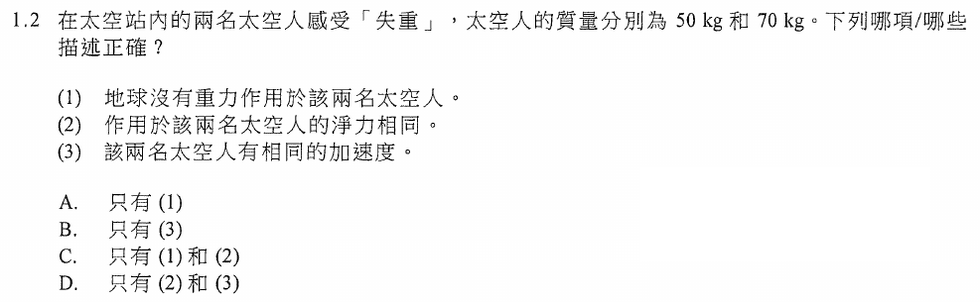 1.2 在太空站內的兩名太空人感受「失重」，太空人的質量分別為 50 kg 和 70 kg。下列哪項/哪些
描述正確？
(1) 地球沒有重力作用於該兩名太空人。
(2) 作用於該兩名太空人的淨力相同。
(3) 該兩名太空人有相同的加速度。
A. 只有 (1)
B. 只有 (3)
C. 只有 (1) 和 (2)
D. 只有 (2) 和 (3)